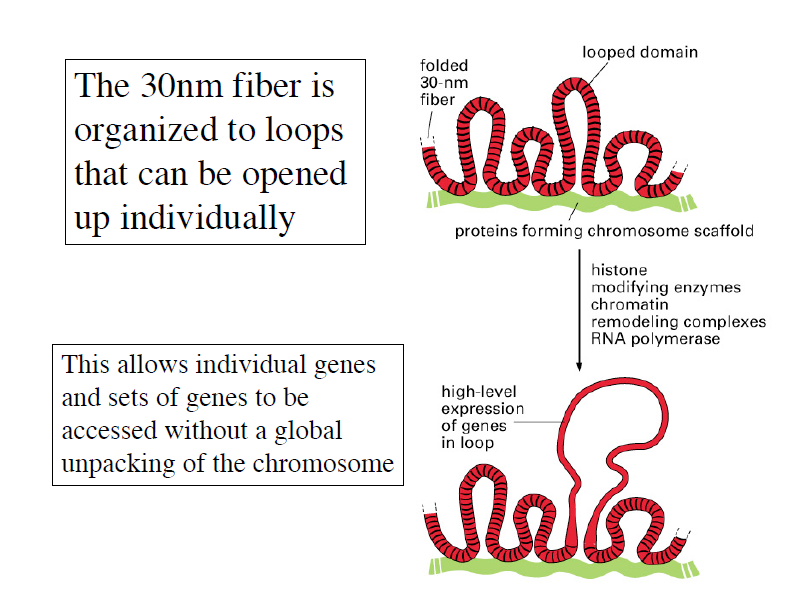 The 30nm fiber is
organized to loops
that can be opened
up individually
This allows individual genes
and sets of genes to be
accessed without a global
unpacking of the chromosome
folded
30-nm
fiber
looped domain
proteins forming chromosome scaffold
histone
modifying enzymes
chromatin
remodeling complexes
RNA polymerase
high-level
expression
of genes
in loop